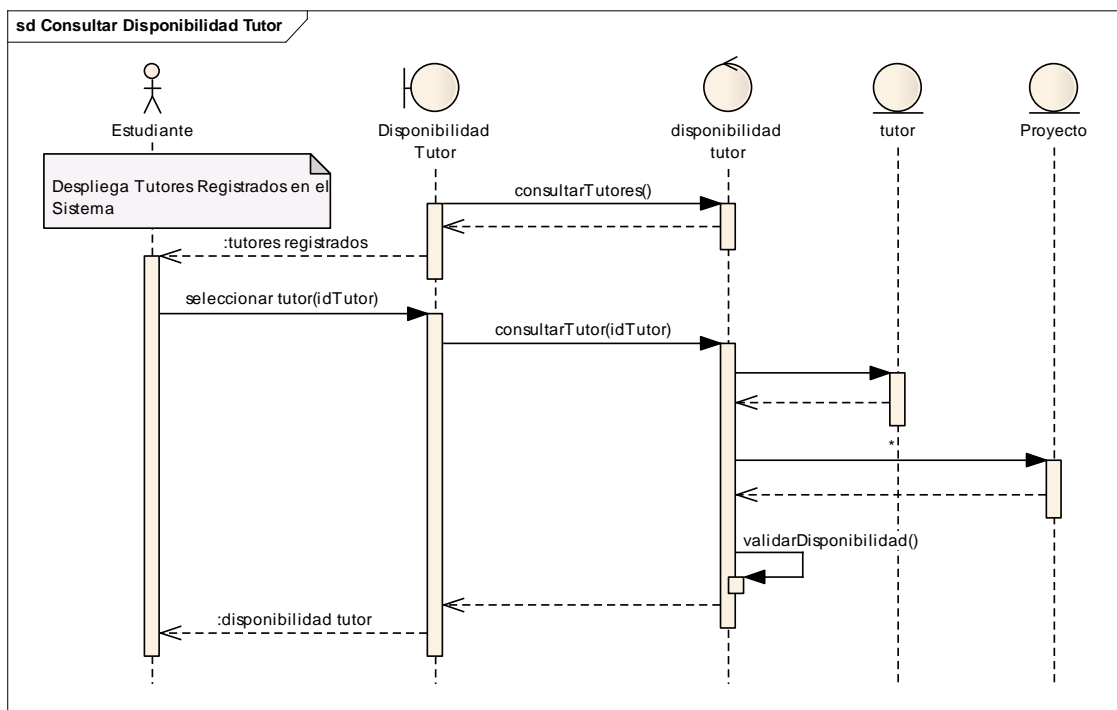 sd Consultar Disponibilidad Tutor
Estudiante
Disponibilidad
Tutor
disponibilidad
tutor
tutor
Proyecto
Despliega Tutores Registrados en el
Sistema
consultarTutores()
:tutores registrados
seleccionar tutor(idTutor)
consultarTutor(idTutor)
*
validarDisponibilidad()
:disponibilidad tutor